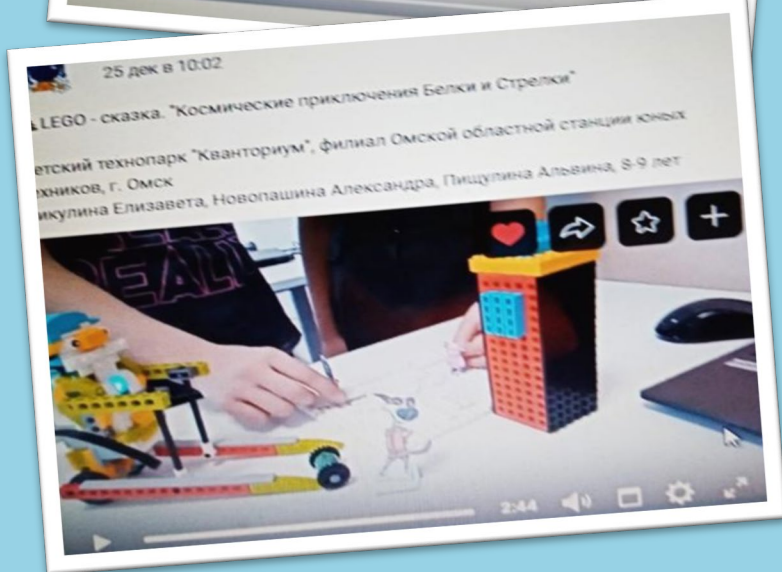 25 дек в 10:02
LEGO - сказка. "Космические приключения Белки и Стрелки"
етский технопарк "Кванториум", филиал Омской областной станции юных
ехников, г. Омск
икулина Елизавета, Новопашина Александра, Пищулина Альвина, 8-9 лет
REALLY
2:44